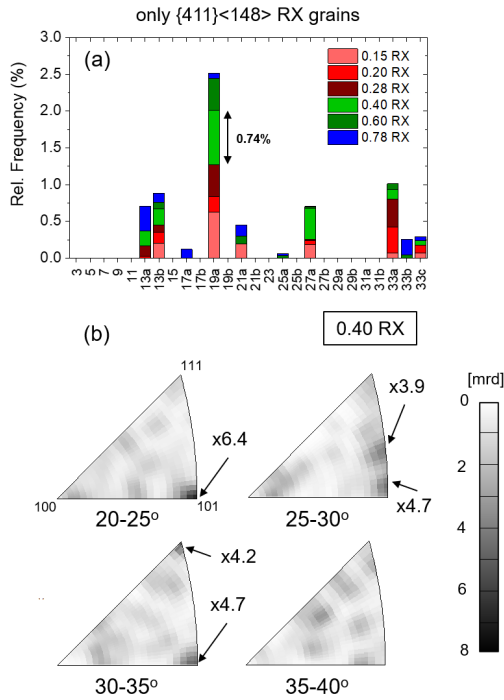 only {411}<148> RX grains
(a)
Rel. Frequency (%)
3.0
2.5
2.0
1.5
1.0
0.5
0.0
0.15 RX
0.20 RX
0.28 RX
0.40 RX
0.60 RX
0.78 RX
0.74%
3 5 7 9 11 13a 13b 15 17a 17b 19a 19b 21a 21b 23 25a 25b 27a 27b 29a 29b 31a 31b 33a 33b 33c
0.40 RX
(b)
111
x6.4
100
101
20-25º
x3.9
x4.7
25-30º
[mrd]
0
2
4
6
8
x4.2
x4.7
30-35º
35-40º